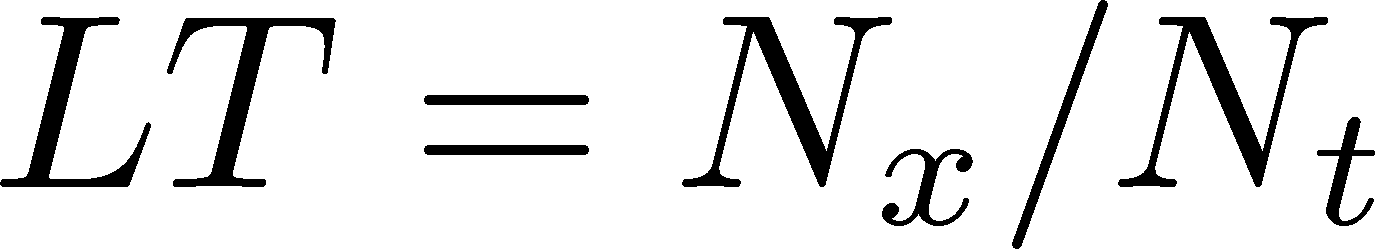 LT = N_x/N_t